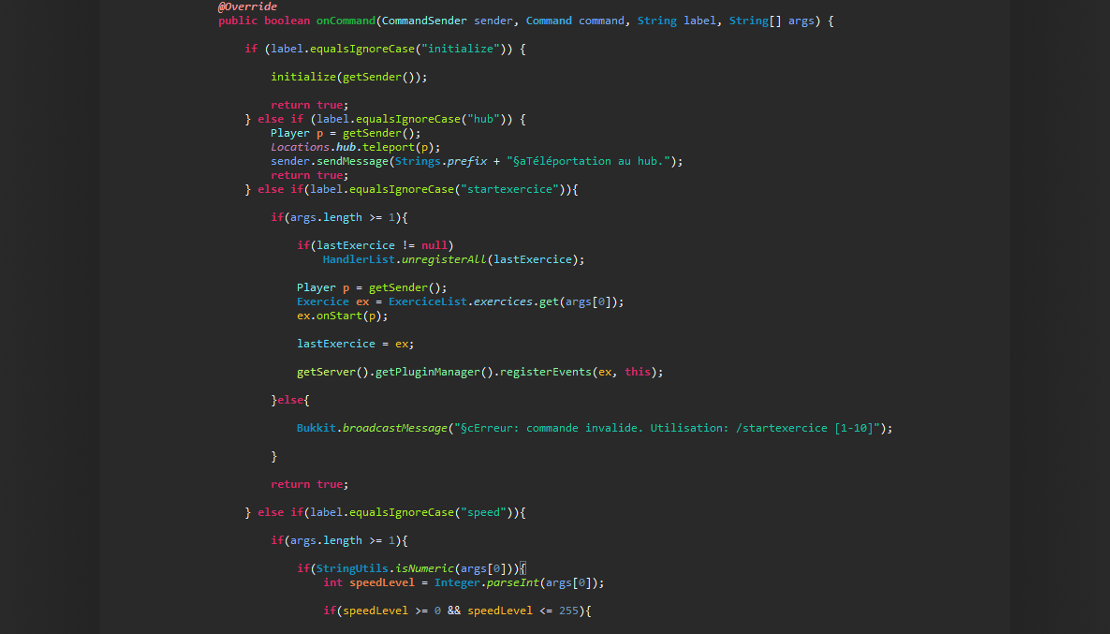 @Override
public boolean onCommand(CommandSender sender, Command command, String label, String[] args) {
if (label.equalsIgnoreCase("initialize")) {
initialize(getSender());
return true;
} else if (label.equalsIgnoreCase("hub")) {
Player p = getSender();
Locations.hub.teleport(p);
sender.sendMessage(Strings.prefix + "§aTéléportation au hub.");
return true;
} else if(label.equalsIgnoreCase("startexercice")){
if(args.length >= 1){
if(lastExercice != null)
HandlerList.unregisterAll(lastExercice);
Player p = getSender();
Exercice ex = ExerciceList.exercices.get(args[0]);
ex.onStart(p);
lastExercice = ex;
getServer().getPluginManager().registerEvents(ex, this);
}else{
Bukkit.broadcastMessage("§cErreur: commande invalide. Utilisation: /startexercice [1-10]");
}
return true;
} else if(label.equalsIgnoreCase("speed")){
if(args.length >= 1){
if(StringUtils.isNumeric(args[0])){
int speedLevel = Integer.parseInt(args[0]);
if(speedLevel >= 0 && speedLevel <= 255){